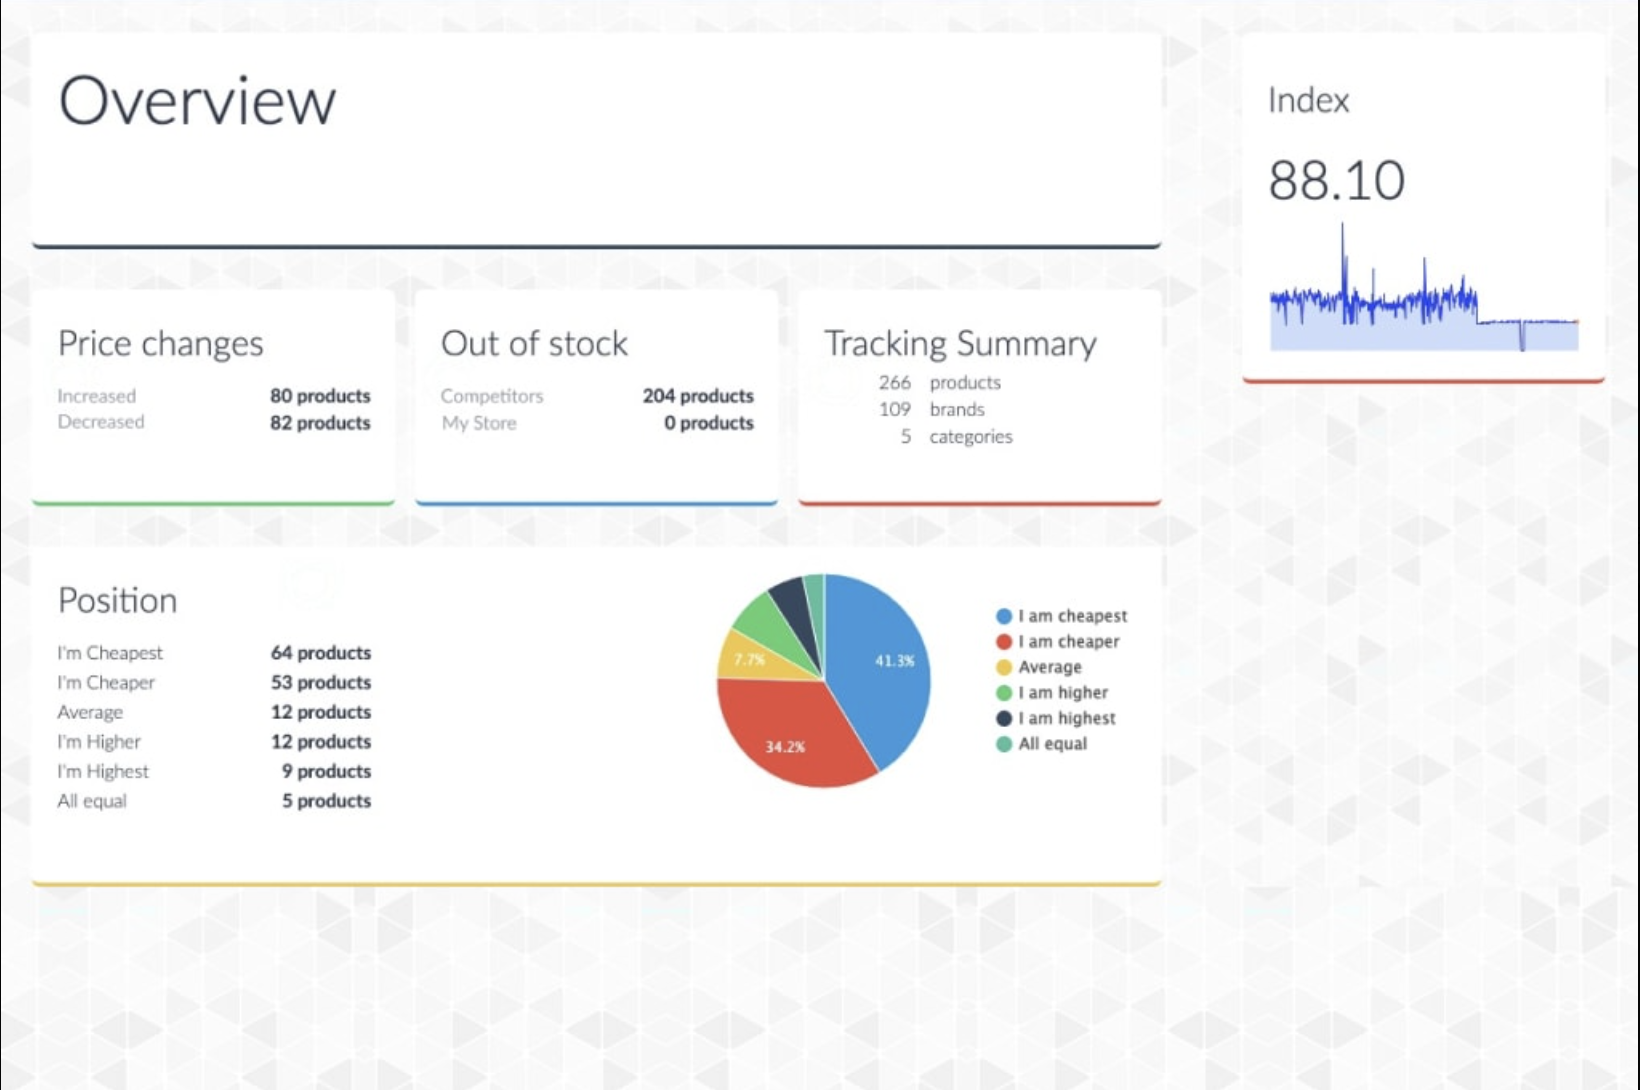 Overview
Index
88.10
Price changes
Increased 80 products
Decreased 82 products
Out of stock
Competitors 204 products
My Store 0 products
Tracking Summary
266 products
109 brands
5 categories
Position
I'm Cheapest 64 products
I'm Cheaper 53 products
Average 12 products
I'm Higher 12 products
I'm Highest 9 products
All equal 5 products
7.7%
41.3%
34.2%
I am cheapest
I am cheaper
Average
I am higher
I am highest
All equal